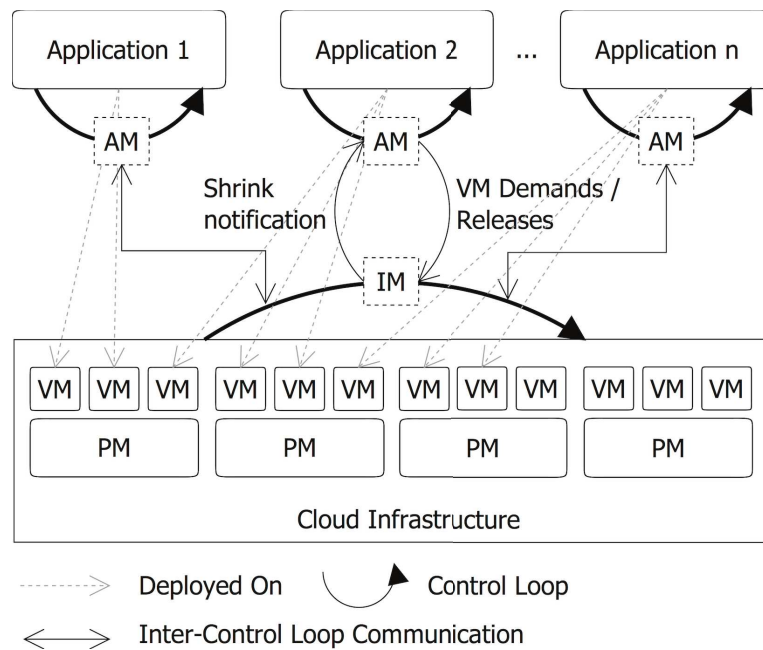 Application 1
Application 2
...
Application n
AM
AM
AM
Shrink
notification
VM Demands /
Releases
IM
VM VM VM VM VM VM VM VM VM VM VM VM
PM PM PM PM
Cloud Infrastructure
Deployed On
Control Loop
Inter-Control Loop Communication